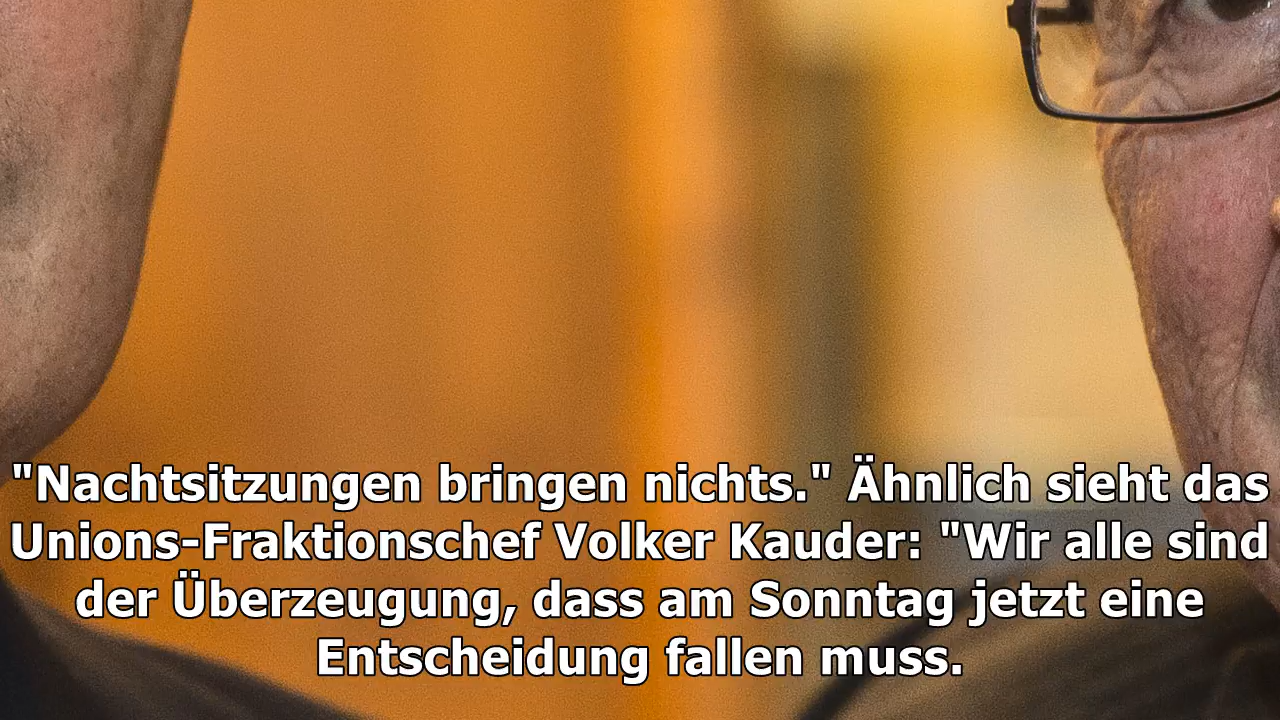 "Nachtsitzungen bringen nichts." Ähnlich sieht das
Unions-Fraktionschef Volker Kauder: "Wir alle sind
der Überzeugung, dass am Sonntag jetzt eine
Entscheidung fallen muss.